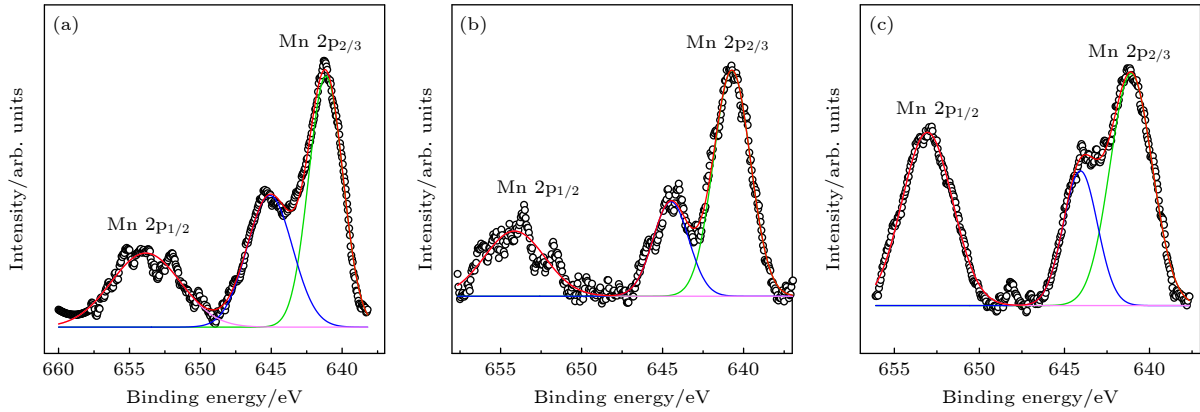 (a)
Mn 2p2/3
Mn 2p1/2
Intensity/arb. units
660 655 650 645 640
Binding energy/eV
(b)
Mn 2p2/3
Mn 2p1/2
Intensity/arb. units
655 650 645 640
Binding energy/eV
(c)
Mn 2p2/3
Mn 2p1/2
Intensity/arb. units
655 650 645 640
Binding energy/eV